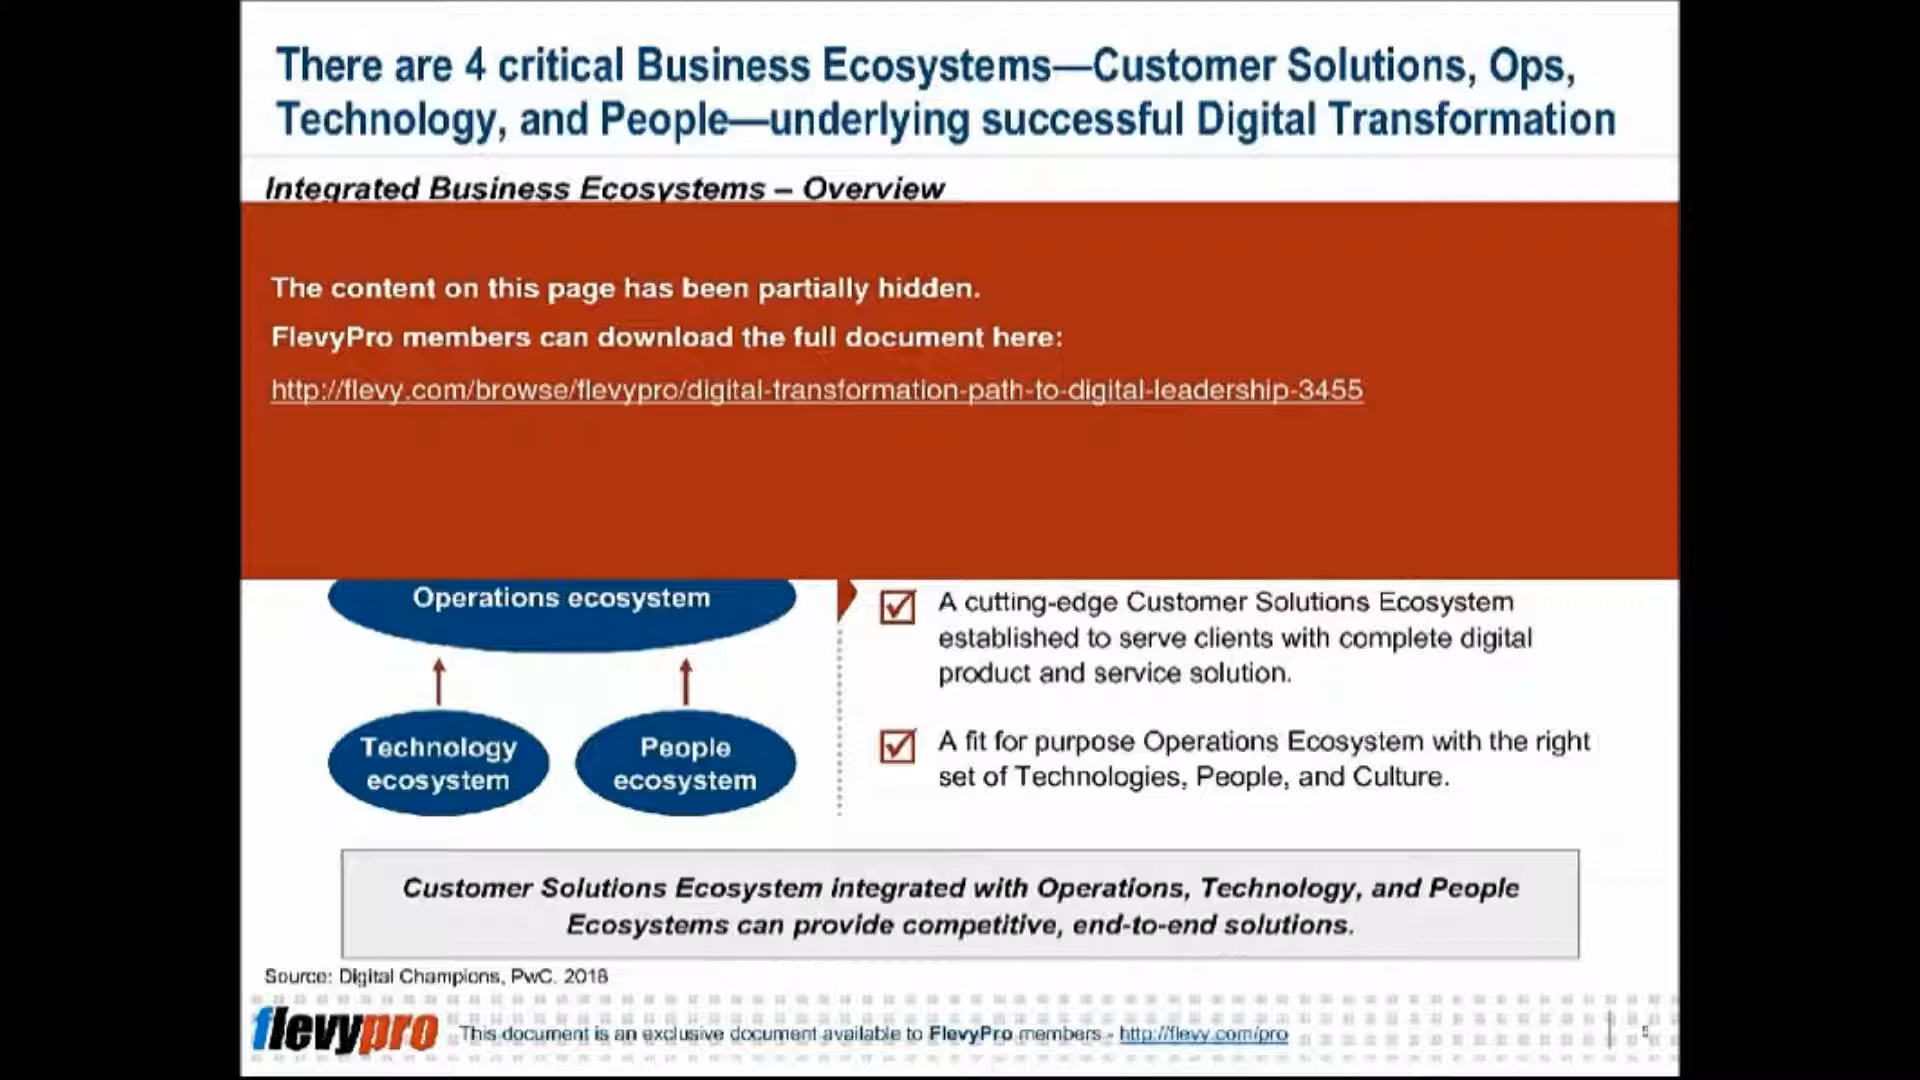 There are 4 critical Business Ecosystems—Customer Solutions, Ops,
Technology, and People—underlying successful Digital Transformation
Integrated Business Ecosystems – Overview
The content on this page has been partially hidden.
FlevyPro members can download the full document here:
http://flevy.com/browse/flevypro/digital-transformation-path-to-digital-leadership-3455
Operations ecosystem
Technology
ecosystem
People
ecosystem
A cutting-edge Customer Solutions Ecosystem
established to serve clients with complete digital
product and service solution.
A fit for purpose Operations Ecosystem with the right
set of Technologies, People, and Culture.
Customer Solutions Ecosystem integrated with Operations, Technology, and People
Ecosystems can provide competitive, end-to-end solutions.
Source: Digital Champions, PwC. 2018
flevypro
This document is an exclusive document available to FlevyPro members - http://flevy.com/pro
5